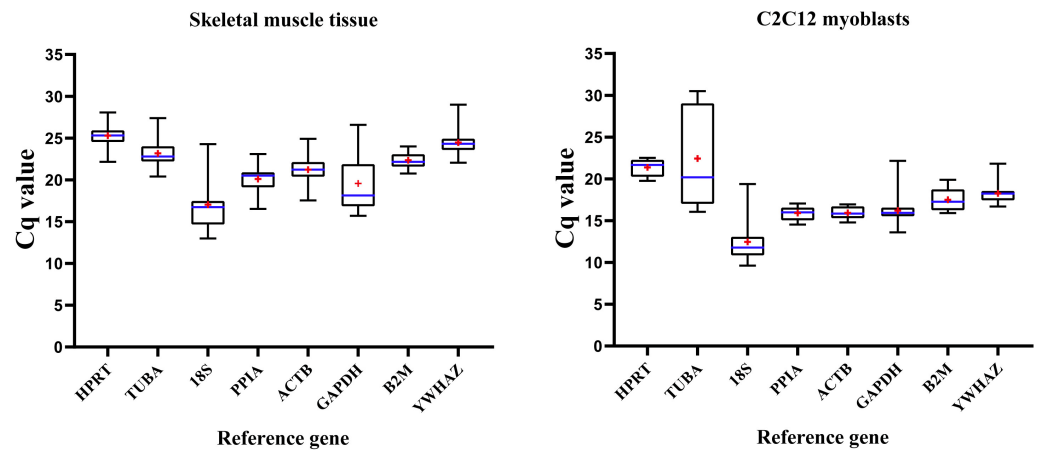 Skeletal muscle tissue
35
30
25
20
15
10
5
0
Cq value
HPRT
TUBA
18S
PPIA
ACTB
GAPDH
B2M
YWHAZ
Reference gene
C2C12 myoblasts
35
30
25
20
15
10
5
0
Cq value
HPRT
TUBA
18S
PPIA
ACTB
GAPDH
B2M
YWHAZ
Reference gene